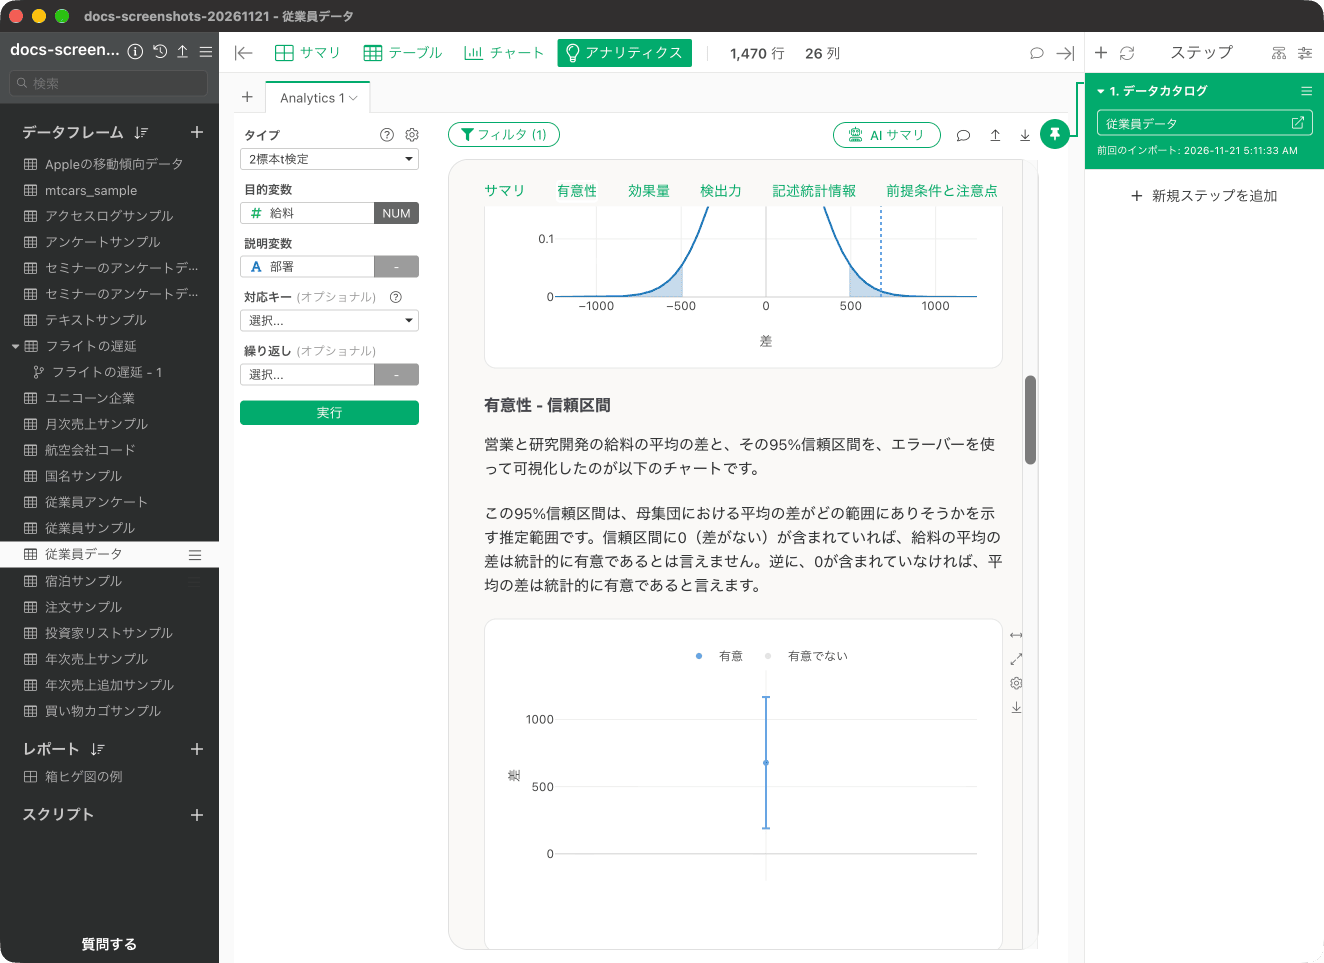 docs-screenshots-20261121 - 従業員データ
docs-screen...
検索
データフレーム
Appleの移動傾向データ
mtcars_sample
アクセスログサンプル
アンケートサンプル
セミナーのアンケートデ…
セミナーのアンケートデ…
テキストサンプル
フライトの遅延
フライトの遅延 - 1
ユニコーン企業
月次売上サンプル
航空会社コード
国名サンプル
従業員アンケート
従業員サンプル
従業員データ
宿泊サンプル
注文サンプル
投資家リストサンプル
年次売上サンプル
年次売上追加サンプル
買い物カゴサンプル
レポート
箱ヒゲ図の例
スクリプト
質問する
サマリ テーブル チャート アナリティクス 1,470 行 26 列
Analytics 1
タイプ
2標本t検定
目的変数
# 給料 NUM
説明変数
A 部署 -
対応キー (オプショナル)
選択...
繰り返し (オプショナル)
選択... -
実行
フィルタ (1)
AI サマリ
サマリ 有意性 効果量 検出力 記述統計情報 前提条件と注意点
0.1
0
−1000 −500 0 500 1000
差
有意性 - 信頼区間
営業と研究開発の給料の平均の差と、その95%信頼区間を、エラーバーを使
って可視化したのが以下のチャートです。
この95%信頼区間は、母集団における平均の差がどの範囲にありそうかを示
す推定範囲です。信頼区間に0（差がない）が含まれていれば、給料の平均の
差は統計的に有意であるとは言えません。逆に、0が含まれていなければ、平
均の差は統計的に有意であると言えます。
有意 有意でない
1000
差
500
0
ステップ
1. データカタログ
従業員データ
前回のインポート: 2026-11-21 5:11:33 AM
新規ステップを追加